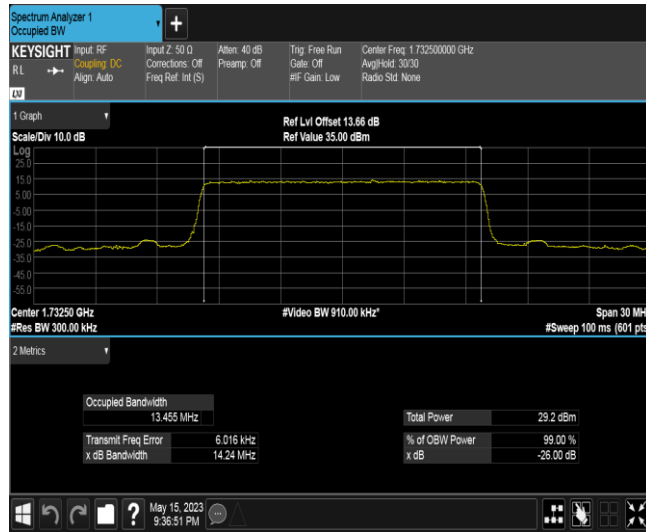 Spectrum Analyzer 1
Occupied BW
+
KEYSIGHT
RL
LXI
Input: RF
Coupling: DC
Align: Auto
Input Z: 50 Ω
Corrections: Off
Freq Ref: Int (S)
Atten: 40 dB
Preamp: Off
Trig: Free Run
Gate: Off
#IF Gain: Low
Center Freq: 1.732500000 GHz
Avg|Hold: 30/30
Radio Std: None
1 Graph
Scale/Div 10.0 dB
Ref Lvl Offset 13.66 dB
Ref Value 35.00 dBm
Log
25.0
15.0
5.00
-5.00
-15.0
-25.0
-35.0
-45.0
-55.0
Center 1.73250 GHz
#Res BW 300.00 kHz
#Video BW 910.00 kHz*
Span 30 MH
#Sweep 100 ms (601 pts
2 Metrics
Occupied Bandwidth
13.455 MHz
Transmit Freq Error 6.016 kHz
x dB Bandwidth 14.24 MHz
Total Power 29.2 dBm
% of OBW Power 99.00 %
x dB -26.00 dB
?
May 15, 2023
9:36:51 PM